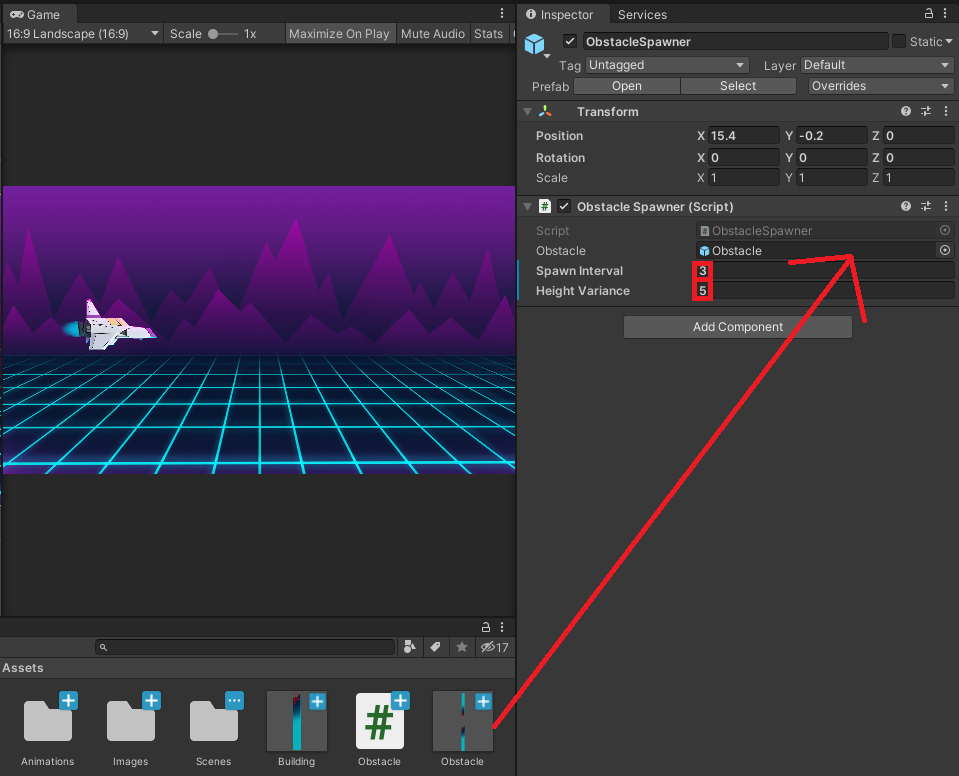 Game
16:9 Landscape (16:9) Scale 1x Maximize On Play Mute Audio Stats
Inspector Services
ObstacleSpawner Static
Tag Untagged Layer Default
Prefab Open Select Overrides
Transform
Position X 15.4 Y -0.2 Z 0
Rotation X 0 Y 0 Z 0
Scale X 1 Y 1 Z 1
# Obstacle Spawner (Script)
Script # ObstacleSpawner
Obstacle Obstacle
Spawn Interval 3
Height Variance 5
Add Component
17
Assets
#
Animations Images Scenes Building Obstacle Obstacle